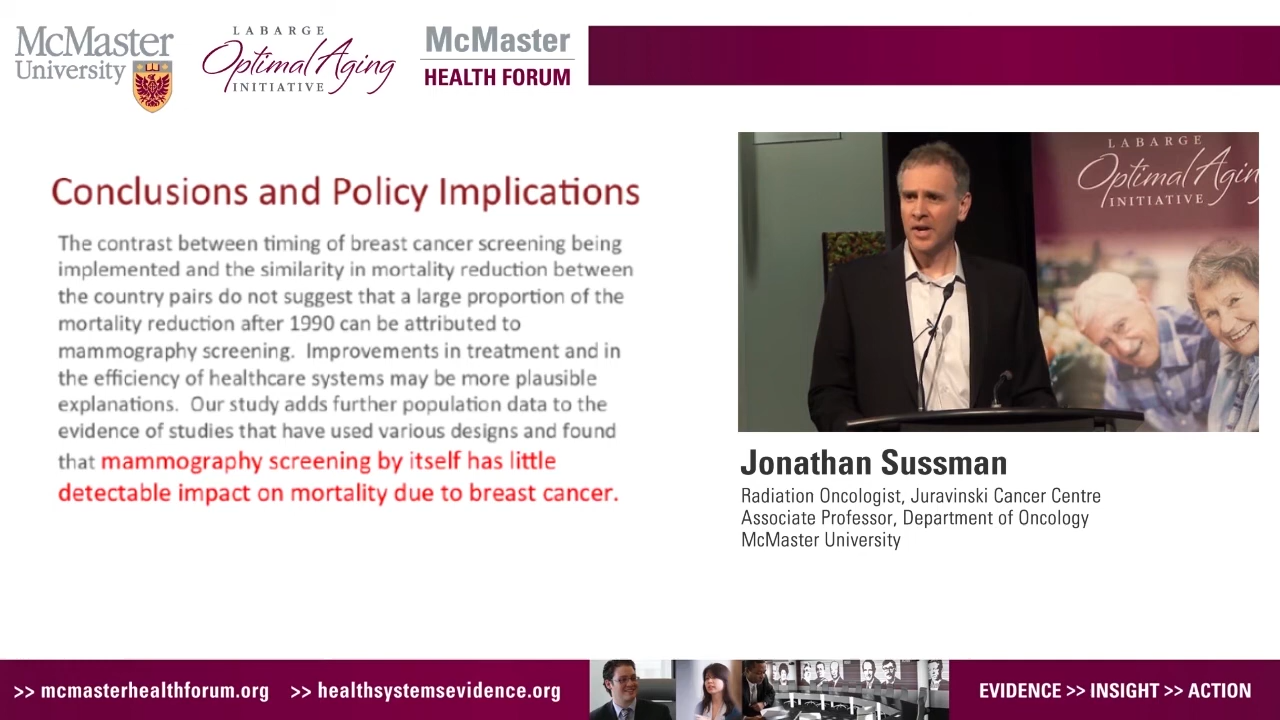 McMaster
University
LABARGE
Optimal Aging
INITIATIVE
McMaster
HEALTH FORUM
Conclusions and Policy Implications
The contrast between timing of breast cancer screening being
implemented and the similarity in mortality reduction between
the country pairs do not suggest that a large proportion of the
mortality reduction after 1990 can be attributed to
mammography screening. Improvements in treatment and in
the efficiency of healthcare systems may be more plausible
explanations. Our study adds further population data to the
evidence of studies that have used various designs and found
that mammography screening by itself has little
detectable impact on mortality due to breast cancer.
LABARGE
Optimal Agin
INITIATIVE
Jonathan Sussman
Radiation Oncologist, Juravinski Cancer Centre
Associate Professor, Department of Oncology
McMaster University
>> mcmasterhealthforum.org >> healthsystemsevidence.org
EVIDENCE >> INSIGHT >> ACTION